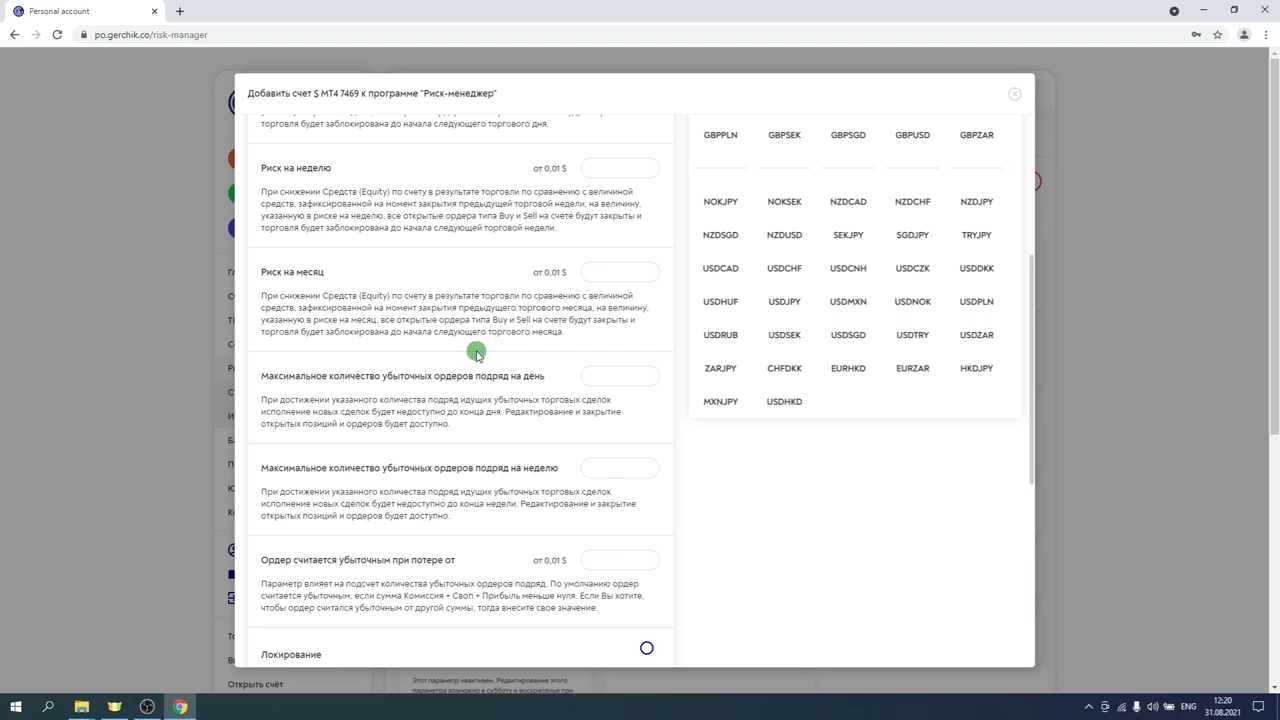 Personal account
po.gerchik.co/risk-manager
Добавить счет $ MT4 7469 к программе "Риск-менеджер"
торговля будет заблокирована до начала следующего торгового дня.
Риск на неделю
от 0,01 $
При снижении Средств (Equity) по счету в результате торговли по сравнению с величиной
средств, зафиксированной на момент закрытия предыдущей торговой недели, на величину,
указанную в риске на неделю, все открытые ордера типа Buy и Sell на счете будут закрыты и
торговля будет заблокирована до начала следующей торговой недели.
Риск на месяц
от 0,01 $
При снижении Средств (Equity) по счету в результате торговли по сравнению с величиной
средств, зафиксированной на момент закрытия предыдущего торгового месяца, на величину,
указанную в риске на месяц, все открытые ордера типа Buy и Sell на счете будут закрыты и
торговля будет заблокирована до начала следующего торгового месяца.
Максимальное количество убыточных ордеров подряд на день
При достижении указанного количества подряд идущих убыточных торговых сделок
исполнение новых сделок будет недоступно до конца дня. Редактирование и закрытие
открытых позиций и ордеров будет доступно.
Максимальное количество убыточных ордеров подряд на неделю
При достижении указанного количества подряд идущих убыточных торговых сделок
исполнение новых сделок будет недоступно до конца недели. Редактирование и закрытие
открытых позиций и ордеров будет доступно.
Ордер считается убыточным при потере от
от 0,01 $
Параметр влияет на подсчет количества убыточных ордеров подряд. По умолчанию ордер
считается убыточным, если сумма Комиссия + Своп + Прибыль меньше нуля. Если Вы хотите,
чтобы ордер считался убыточным от другой суммы, тогда внесите свое значение.
Локирование
GBPPLN GBPSEK GBPSGD GBPUSD GBPZAR
NOKJPY NOKSEK NZDCAD NZDCHF NZDJPY
NZDSGD NZDUSD SEKJPY SGDJPY TRYJPY
USDCAD USDCHF USDCNH USDCZK USDDKK
USDHUF USDJPY USDMXN USDNOK USDPLN
USDRUB USDSEK USDSGD USDTRY USDZAR
ZARJPY CHFDKK EURHKD EURZAR HKDJPY
MXNJPY USDHKD
Открыть счёт
Этот параметр неактивен. Редактирование этого
параметра возможно в субботу и воскресенье при
ENG
12:20
31.08.2021